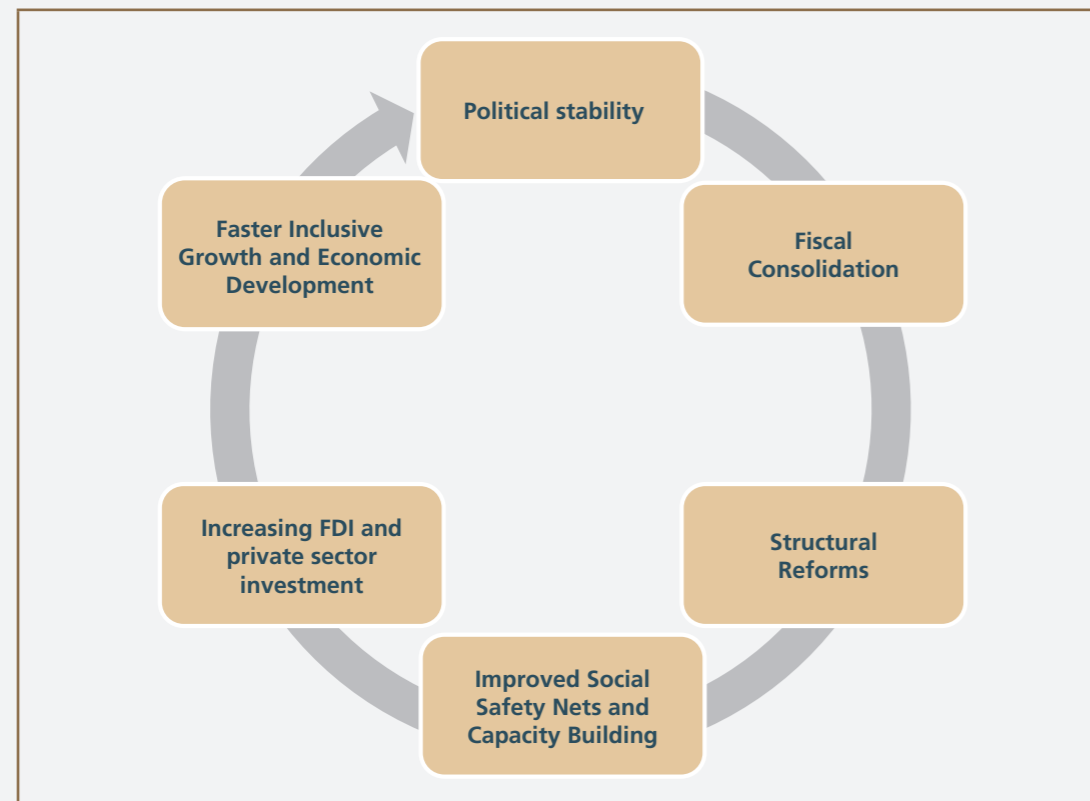 Political stability
Fiscal
Consolidation
Structural
Reforms
Improved Social
Safety Nets and
Capacity Building
Increasing FDI and
private sector
investment
Faster Inclusive
Growth and Economic
Development